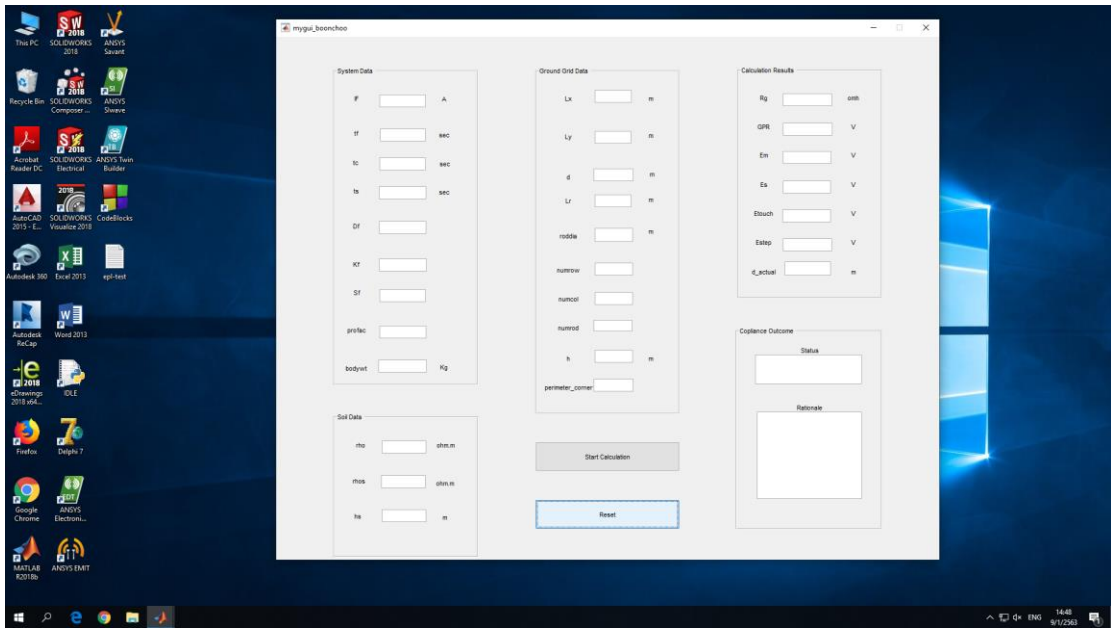 This PC
SOLIDWORKS 2018
ANSYS Savant
Recycle Bin
SOLIDWORKS Composer ...
ANSYS SIwave
Acrobat Reader DC
SOLIDWORKS Electrical
ANSYS Twin Builder
AutoCAD 2015 - E...
SOLIDWORKS Visualize 2018
CodeBlocks
Autodesk 360
Excel 2013
epl-test
Autodesk ReCap
Word 2013
eDrawings 2018 x64...
IDLE
Firefox
Delphi 7
Google Chrome
ANSYS Electroni...
MATLAB R2018b
ANSYS EMIT
mygui_boonchoo
System Data
If A
tf sec
tc sec
ts sec
Df
Kf
Sf
profac
bodywt Kg
Soil Data
rho ohm.m
rhos ohm.m
hs m
Ground Grid Data
Lx m
Ly m
d m
Lr m
roddia m
numrow
numcol
numrod
h m
perimeter_corner
Start Calculation
Reset
Calculation Results
Rg omh
GPR V
Em V
Es V
Etouch V
Estep V
d_actual m
Coplance Outcome
Status
Rationale
ENG
14:48
9/1/2563